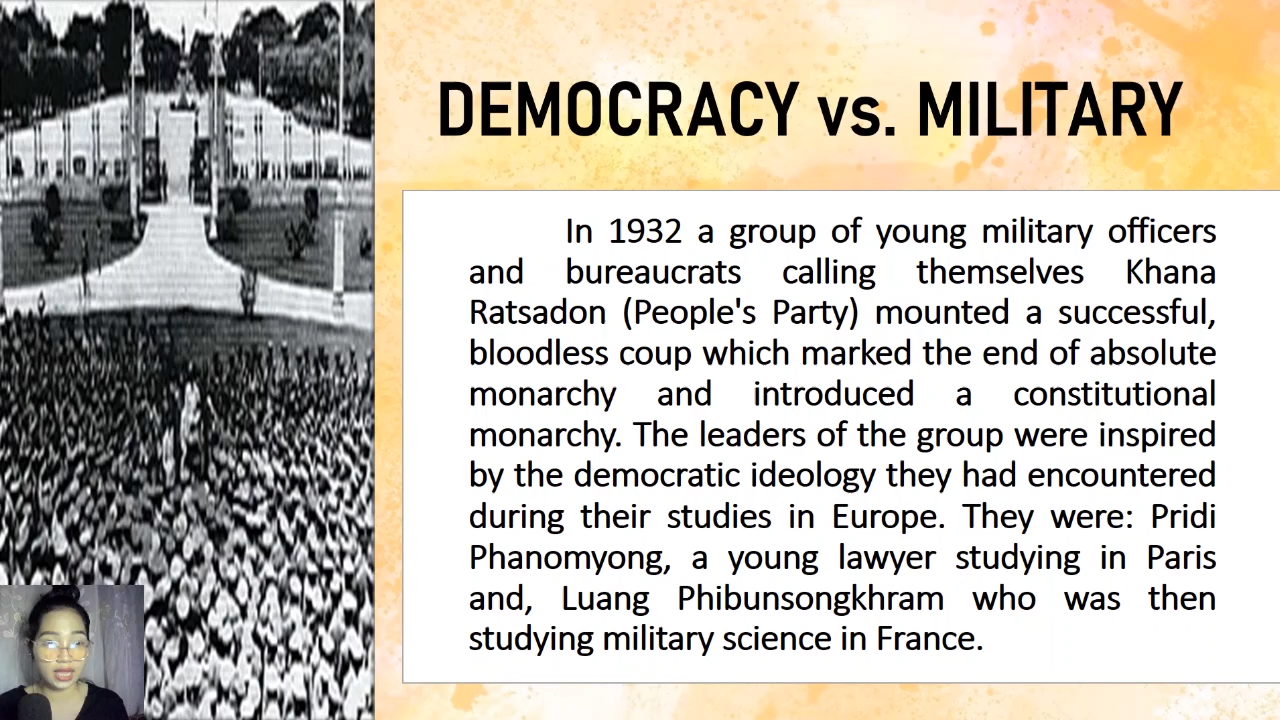 DEMOCRACY vs. MILITARY
In 1932 a group of young military officers
and bureaucrats calling themselves Khana
Ratsadon (People's Party) mounted a successful,
bloodless coup which marked the end of absolute
monarchy and introduced a constitutional
monarchy. The leaders of the group were inspired
by the democratic ideology they had encountered
during their studies in Europe. They were: Pridi
Phanomyong, a young lawyer studying in Paris
and, Luang Phibunsongkhram who was then
studying military science in France.